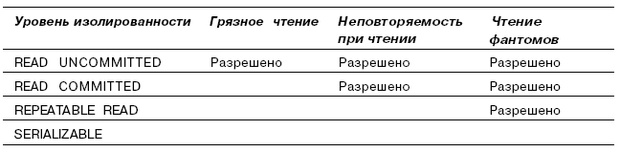 Уровень изолированности Грязное чтение Неповторяемость при чтении Чтение фантомов
READ UNCOMMITTED Разрешено Разрешено Разрешено
READ COMMITTED Разрешено Разрешено
REPEATABLE READ Разрешено
SERIALIZABLE